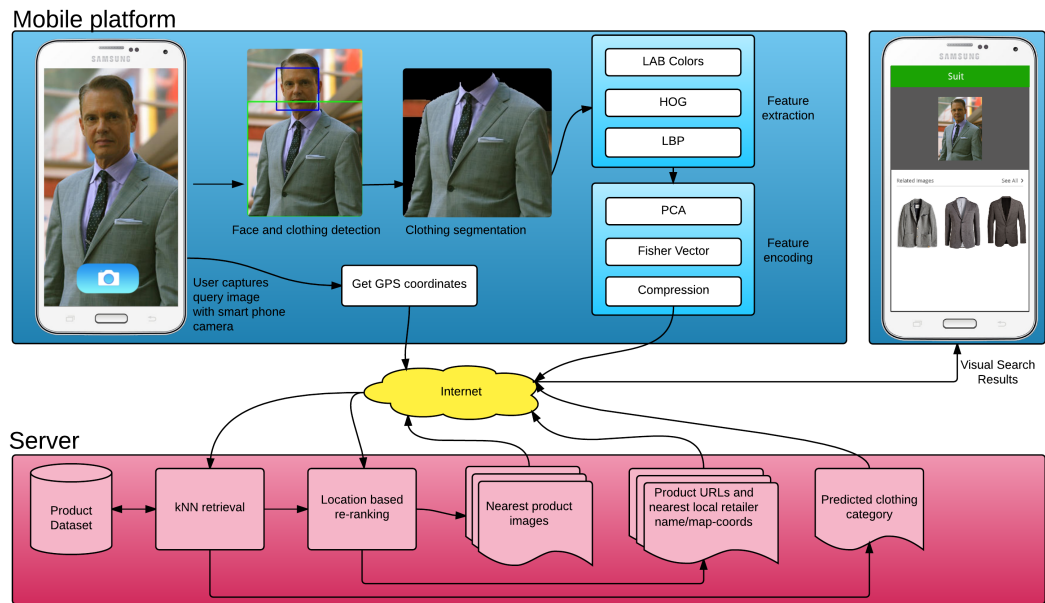 Mobile platform
SAMSUNG
Face and clothing detection
Clothing segmentation
LAB Colors
HOG
LBP
Feature
extraction
PCA
Fisher Vector
Compression
Feature
encoding
User captures
query image
with smart phone
camera
Get GPS coordinates
SAMSUNG
Suit
Related Images
See All >
Visual Search
Results
Internet
Server
Product
Dataset
kNN retrieval
Location based
re-ranking
Nearest product
images
Product URLs and
nearest local retailer
name/map-coords
Predicted clothing
category